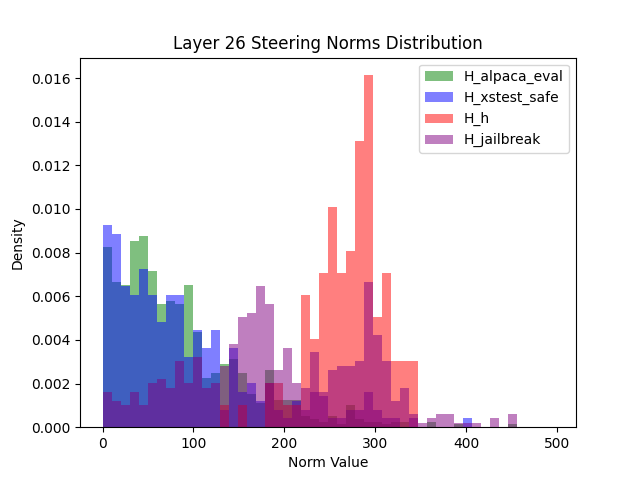 Layer 26 Steering Norms Distribution
H_alpaca_eval
H_xstest_safe
H_h
H_jailbreak
0.016
0.014
0.012
0.010
0.008
0.006
0.004
0.002
0.000
Density
0 100 200 300 400 500
Norm Value